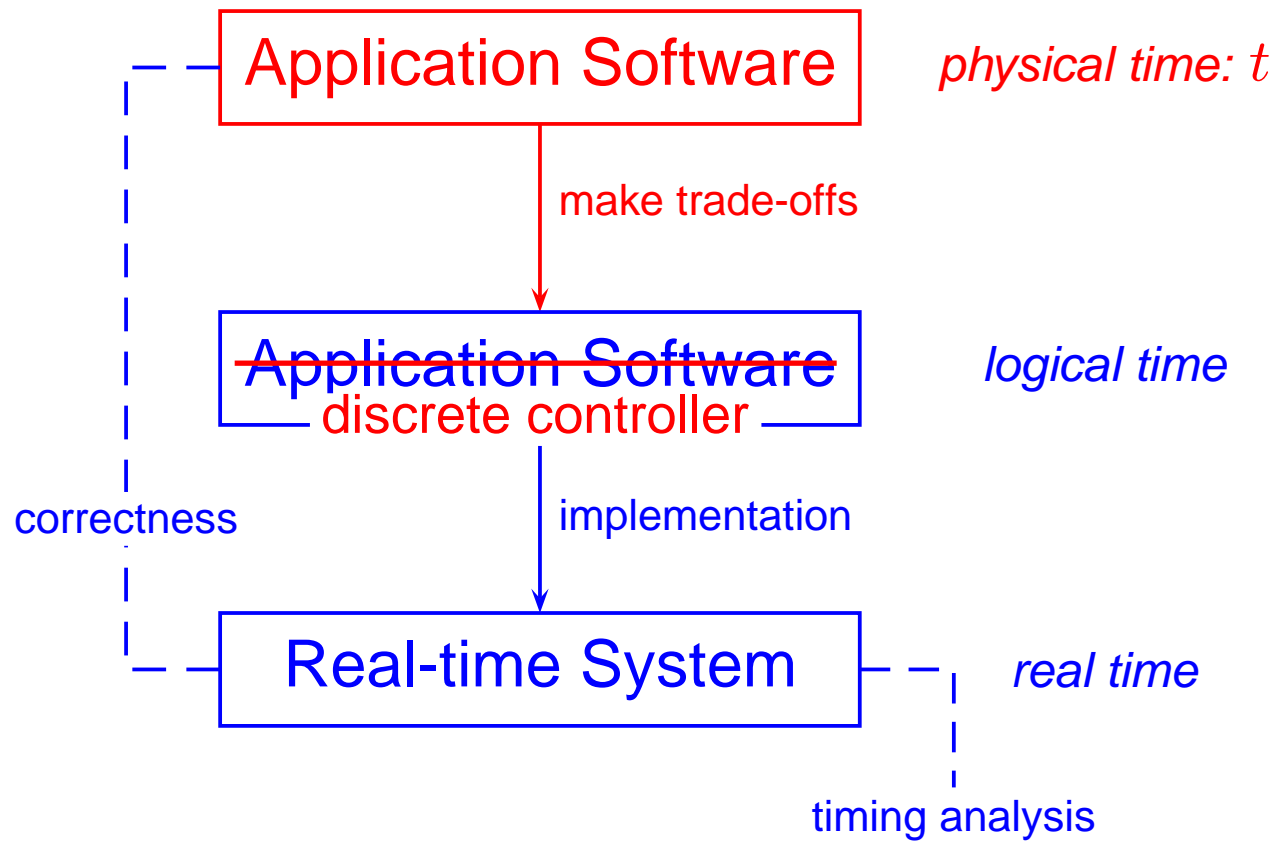 Application Software
physical time: t
make trade-offs
Application Software
discrete controller
logical time
correctness
implementation
Real-time System
real time
timing analysis